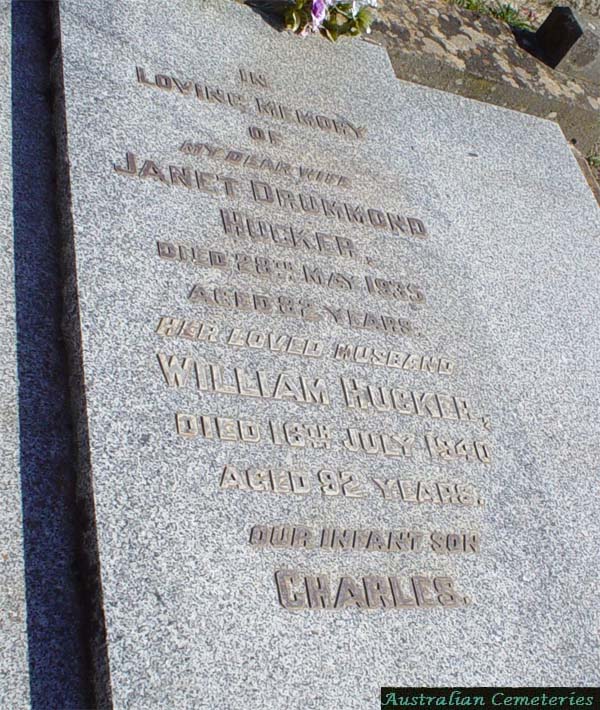 IN
LOVING MEMORY
OF
MY DEAR WIFE
JANET DRUMMOND
HUCKER,
DIED 28TH MAY 1935
AGED 82 YEARS.
HER LOVED HUSBAND
WILLIAM HUCKER,
DIED 16TH JULY 1940
AGED 92 YEARS.
OUR INFANT SON
CHARLES.
Australian Cemeteries